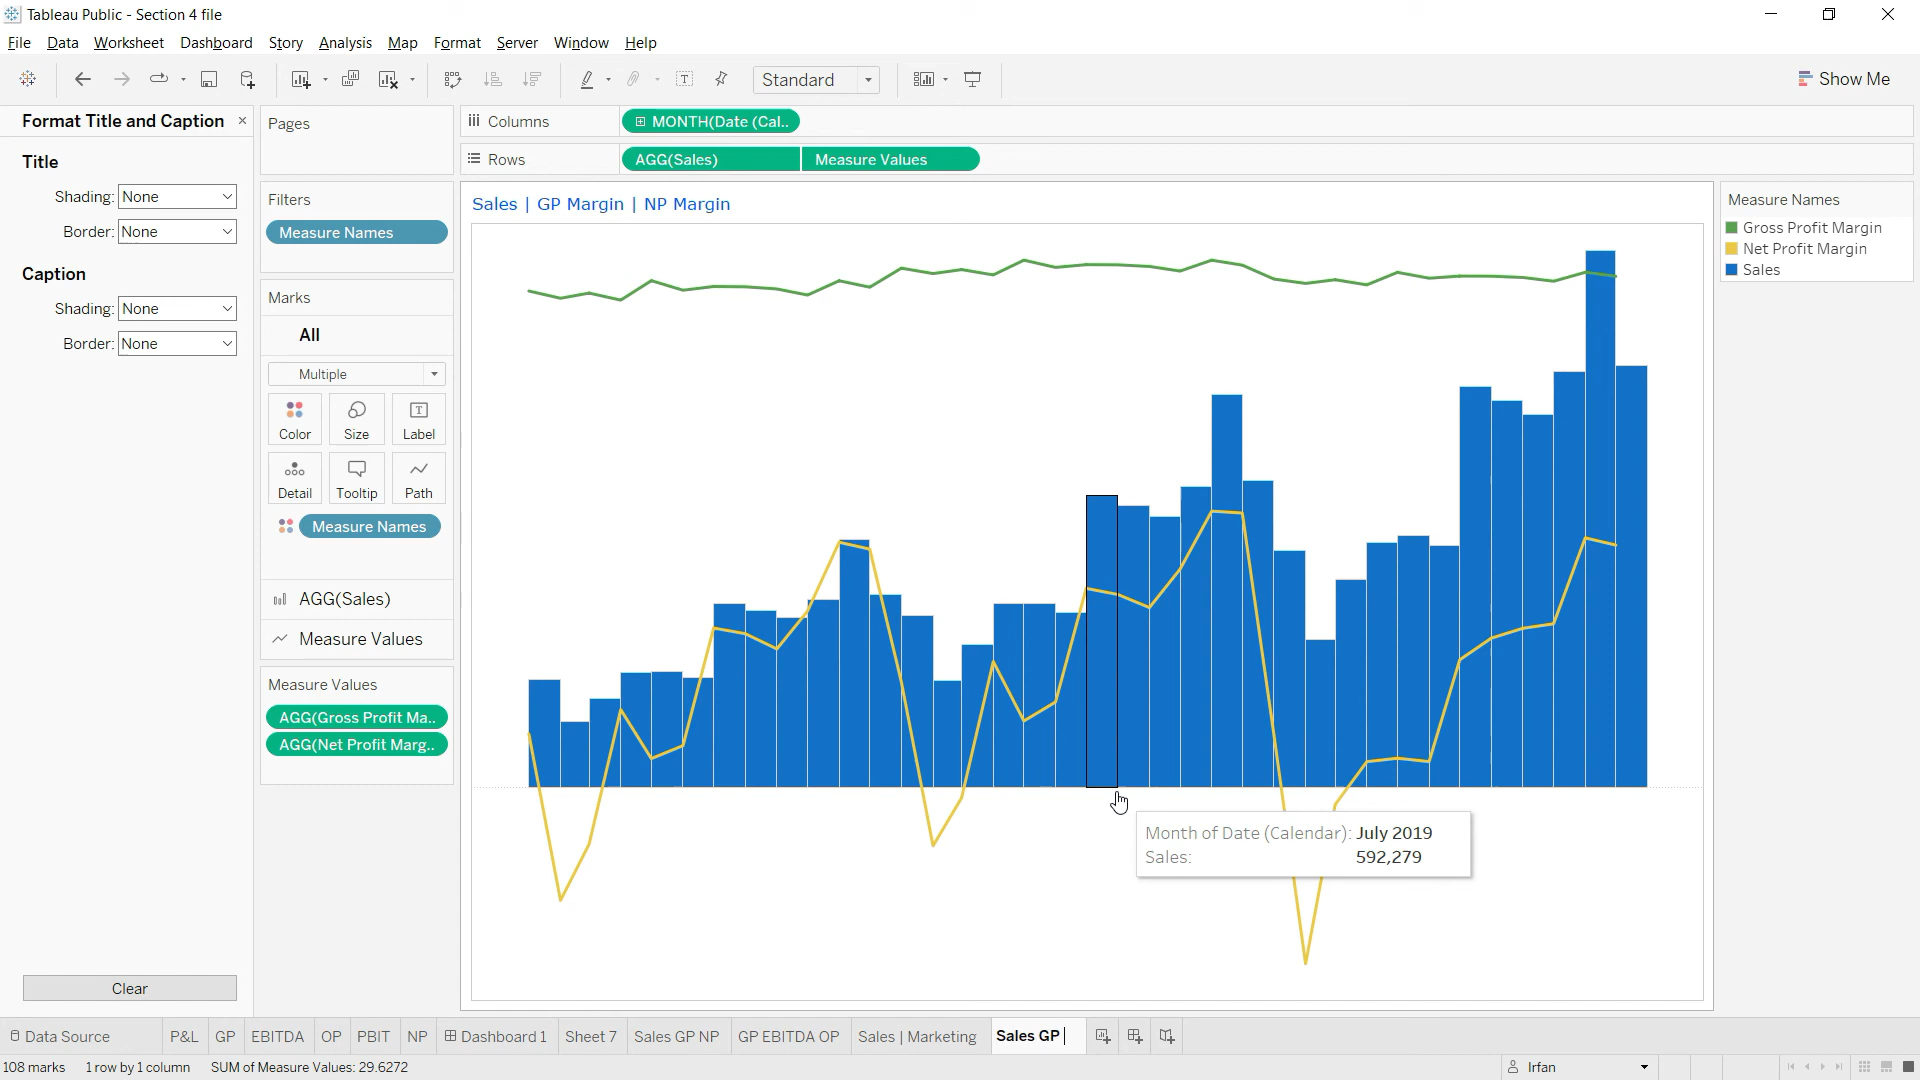 Tableau Public - Section 4 file
File Data Worksheet Dashboard Story Analysis Map Format Server Window Help
Standard
Show Me
Format Title and Caption
Title
Shading: None
Border: None
Caption
Shading: None
Border: None
Clear
Pages
Filters
Measure Names
Marks
All
Multiple
Color Size Label
Detail Tooltip Path
Measure Names
AGG(Sales)
Measure Values
Measure Values
AGG(Gross Profit Ma..
AGG(Net Profit Marg..
Columns MONTH(Date (Cal..
Rows AGG(Sales) Measure Values
Sales | GP Margin | NP Margin
Month of Date (Calendar): July 2019
Sales: 592,279
Measure Names
Gross Profit Margin
Net Profit Margin
Sales
Data Source P&L GP EBITDA OP PBIT NP Dashboard 1 Sheet 7 Sales GP NP GP EBITDA OP Sales | Marketing Sales GP
108 marks 1 row by 1 column SUM of Measure Values: 29.6272 Irfan